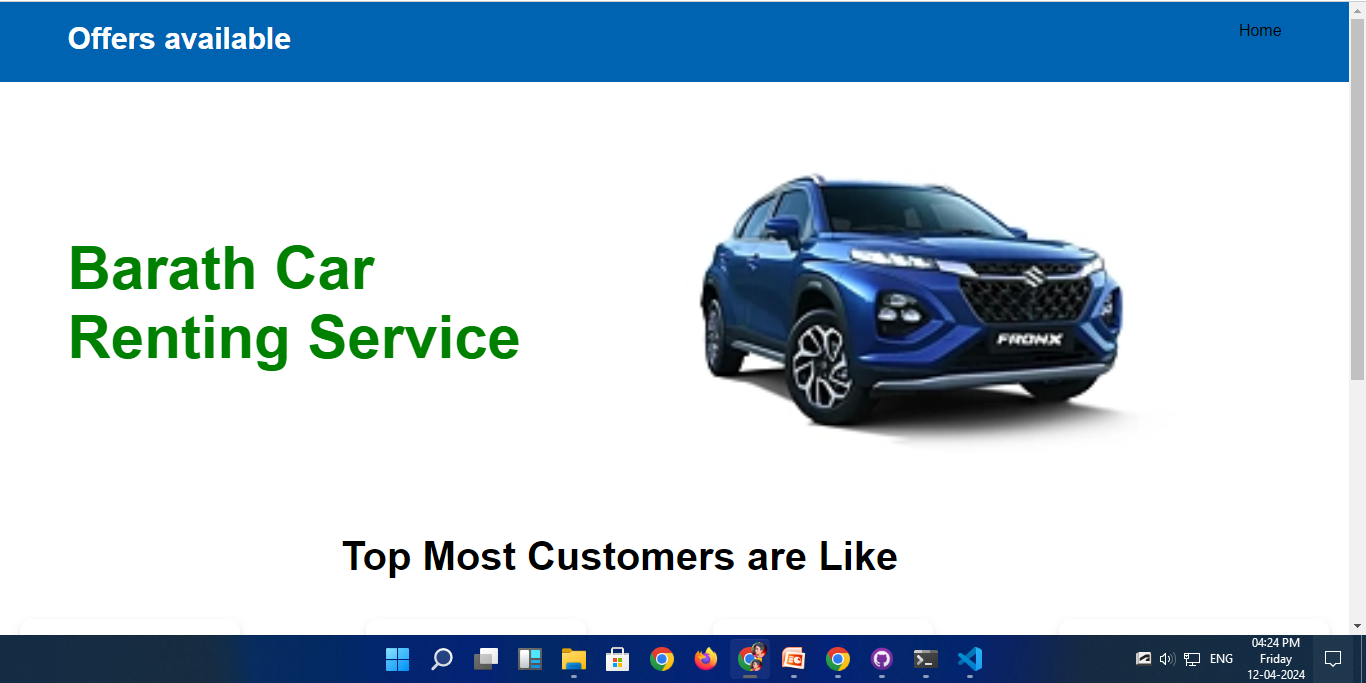 Offers available
Home
Barath Car
Renting Service
FRONX
Top Most Customers are Like
ENG
04:24 PM
Friday
12-04-2024